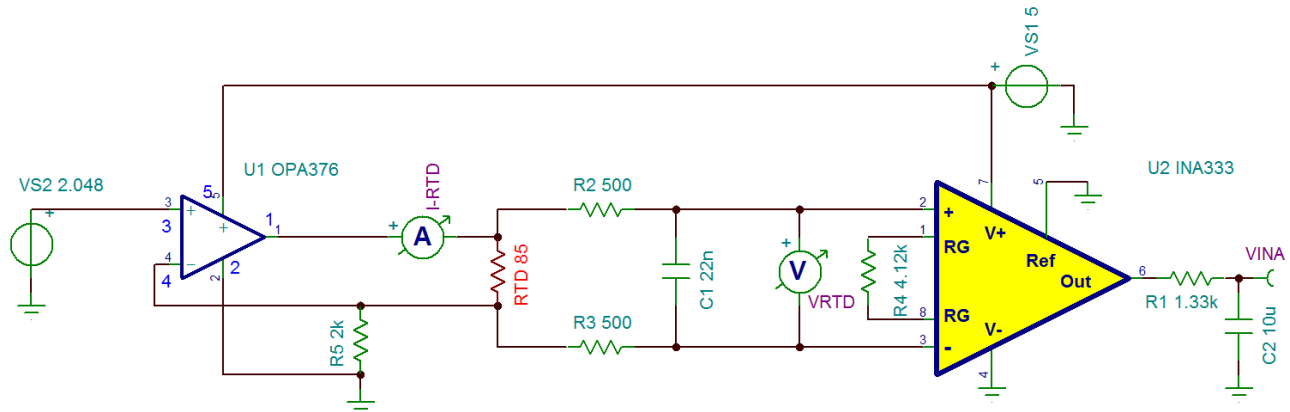 VS1 5
U1 OPA376
U2 INA333
VS2 2.048
I-RTD
R2 500
5
5
3
+
+
3
1
1
+
A
4
−
4
2
2
RTD 85
R5 2k
R3 500
C1 22n
+
V
VRTD
R4 4.12k
2
+
1
RG
8
RG
3
-
7
V+
5
Ref
Out
V-
4
6
VINA
R1 1.33k
C2 10u
+
+